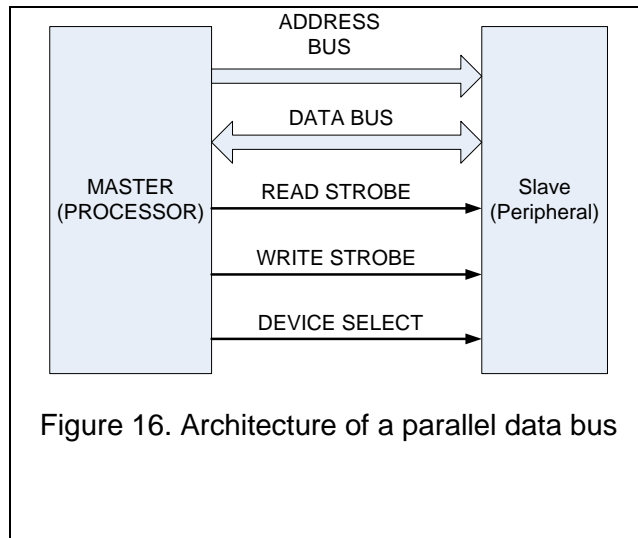 ADDRESS
BUS
DATA BUS
MASTER
(PROCESSOR)
READ STROBE
Slave
(Peripheral)
WRITE STROBE
DEVICE SELECT
Figure 16. Architecture of a parallel data bus